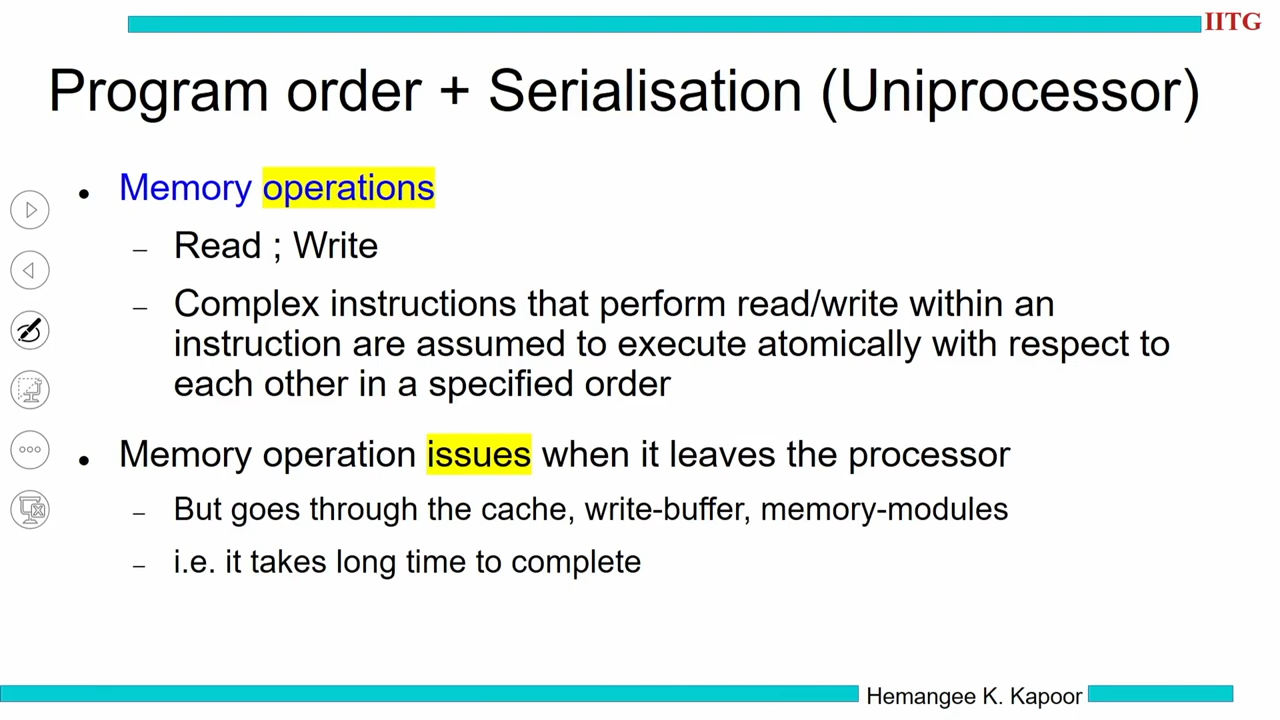 IITG
Program order + Serialisation (Uniprocessor)
• Memory operations
– Read ; Write
– Complex instructions that perform read/write within an
instruction are assumed to execute atomically with respect to
each other in a specified order
• Memory operation issues when it leaves the processor
– But goes through the cache, write-buffer, memory-modules
– i.e. it takes long time to complete
Hemangee K. Kapoor